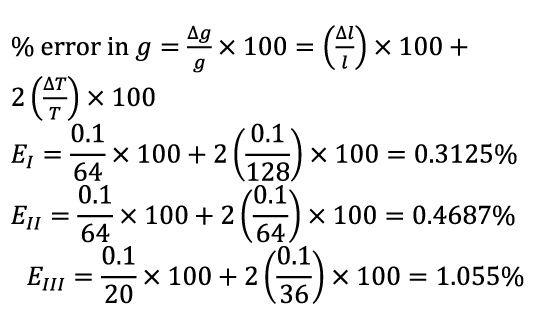 % error in g = Δg/g × 100 = (Δl/l) × 100 +
2 (ΔT/T) × 100
E_I = 0.1/64 × 100 + 2 (0.1/128) × 100 = 0.3125%
E_II = 0.1/64 × 100 + 2 (0.1/64) × 100 = 0.4687%
E_III = 0.1/20 × 100 + 2 (0.1/36) × 100 = 1.055%